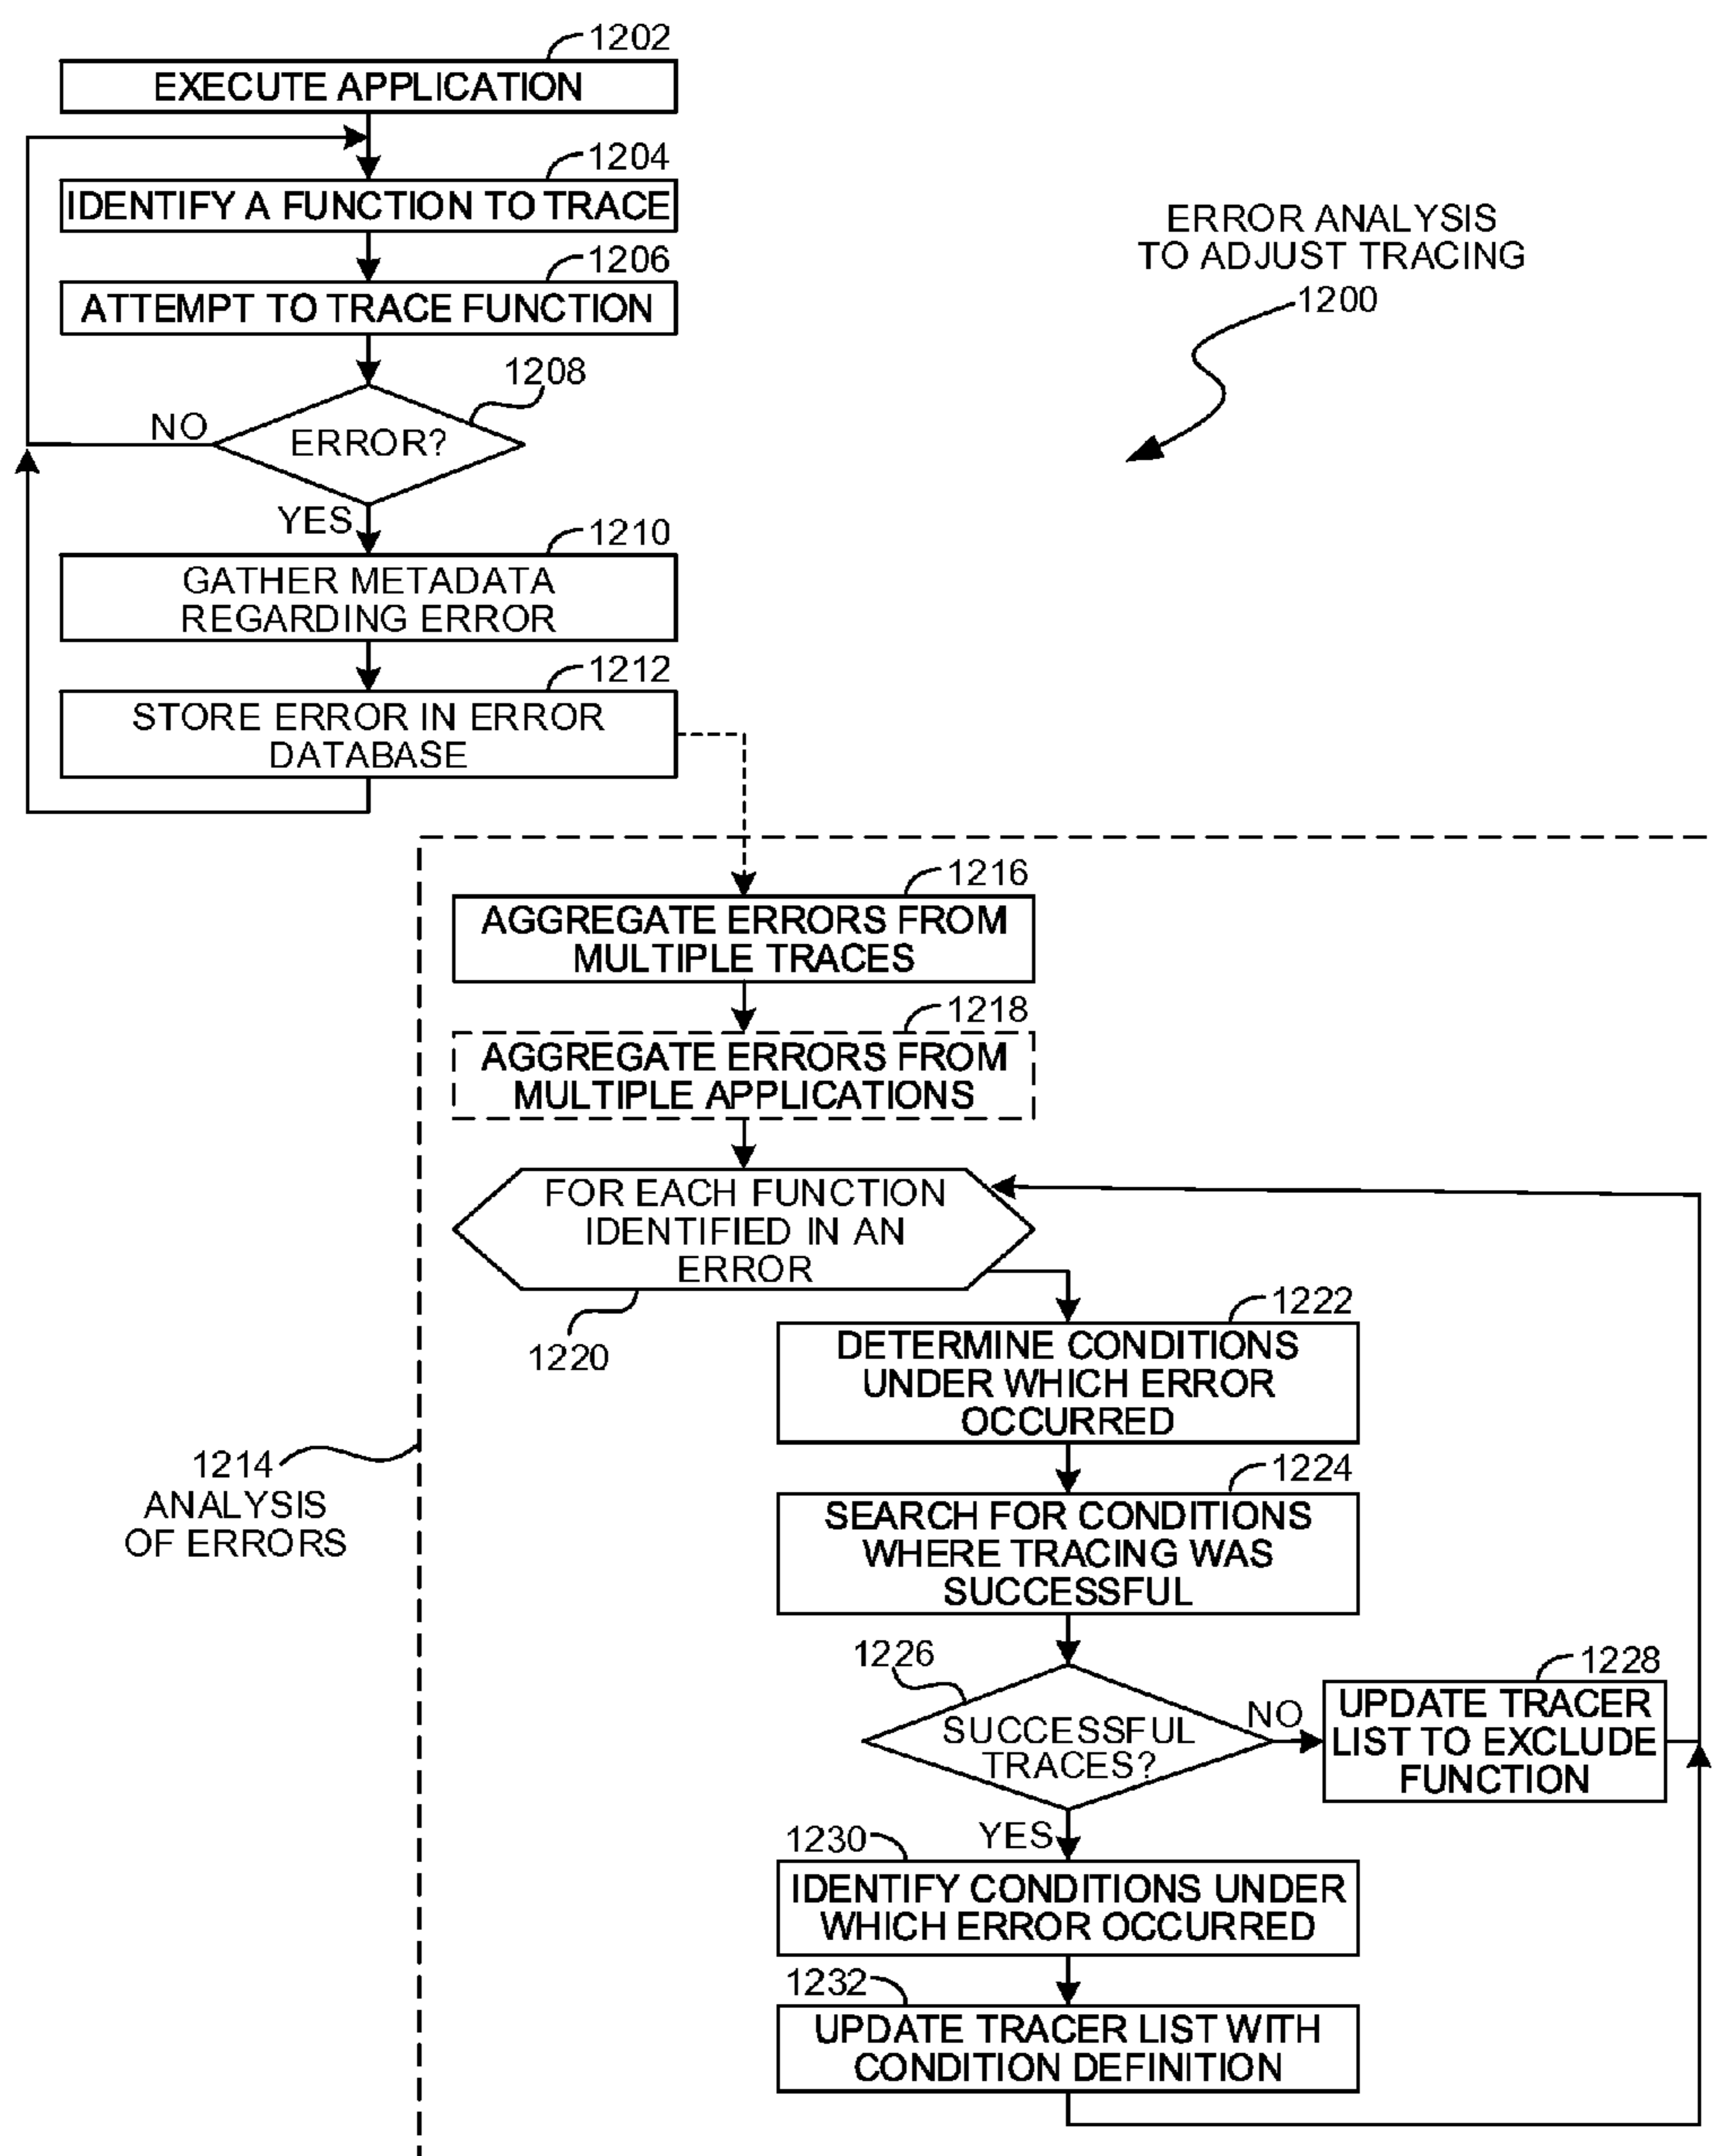 1202
EXECUTE APPLICATION
1204
IDENTIFY A FUNCTION TO TRACE
1206
ATTEMPT TO TRACE FUNCTION
1208
ERROR?
NO
YES
1210
GATHER METADATA
REGARDING ERROR
1212
STORE ERROR IN ERROR
DATABASE
ERROR ANALYSIS
TO ADJUST TRACING
1200
1216
AGGREGATE ERRORS FROM
MULTIPLE TRACES
1218
AGGREGATE ERRORS FROM
MULTIPLE APPLICATIONS
FOR EACH FUNCTION
IDENTIFIED IN AN
ERROR
1220
1222
DETERMINE CONDITIONS
UNDER WHICH ERROR
OCCURRED
1214
ANALYSIS
OF ERRORS
1224
SEARCH FOR CONDITIONS
WHERE TRACING WAS
SUCCESSFUL
1226
SUCCESSFUL
TRACES?
NO
1228
UPDATE TRACER
LIST TO EXCLUDE
FUNCTION
YES
1230
IDENTIFY CONDITIONS UNDER
WHICH ERROR OCCURRED
1232
UPDATE TRACER LIST WITH
CONDITION DEFINITION